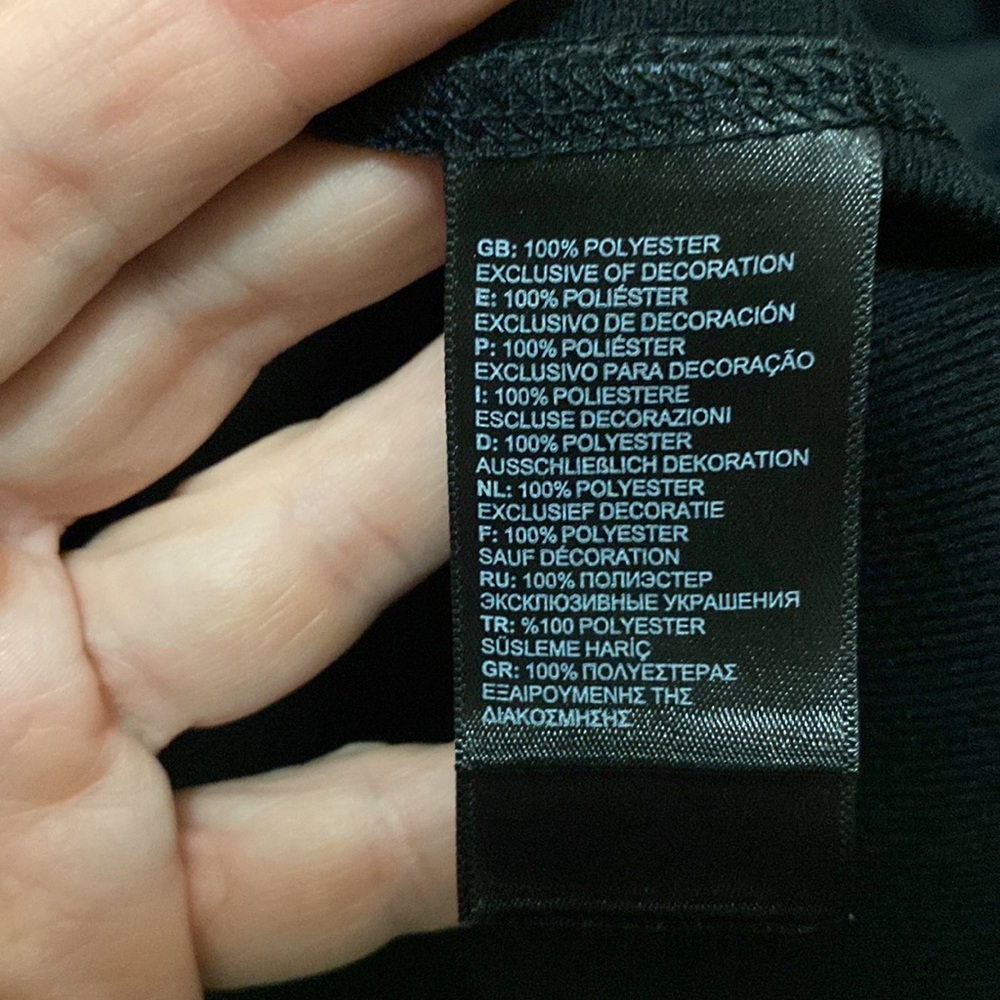 GB: 100% POLYESTER
EXCLUSIVE OF DECORATION
E: 100% POLIÉSTER
EXCLUSIVO DE DECORACIÓN
P: 100% POLIÉSTER
EXCLUSIVO PARA DECORAÇÃO
I: 100% POLIESTERE
ESCLUSE DECORAZIONI
D: 100% POLYESTER
AUSSCHLIEßLICH DEKORATION
NL: 100% POLYESTER
EXCLUSIEF DECORATIE
F: 100% POLYESTER
SAUF DÉCORATION
RU: 100% ПОЛИЭСТЕР
ЭКСКЛЮЗИВНЫЕ УКРАШЕНИЯ
TR: %100 POLYESTER
SÜSLEME HARİÇ
GR: 100% ΠΟΛΥΕΣΤΕΡΑΣ
ΕΞΑΙΡΟΥΜΕΝΗΣ ΤΗΣ
ΔΙΑΚΟΣΜΗΣΗΣ